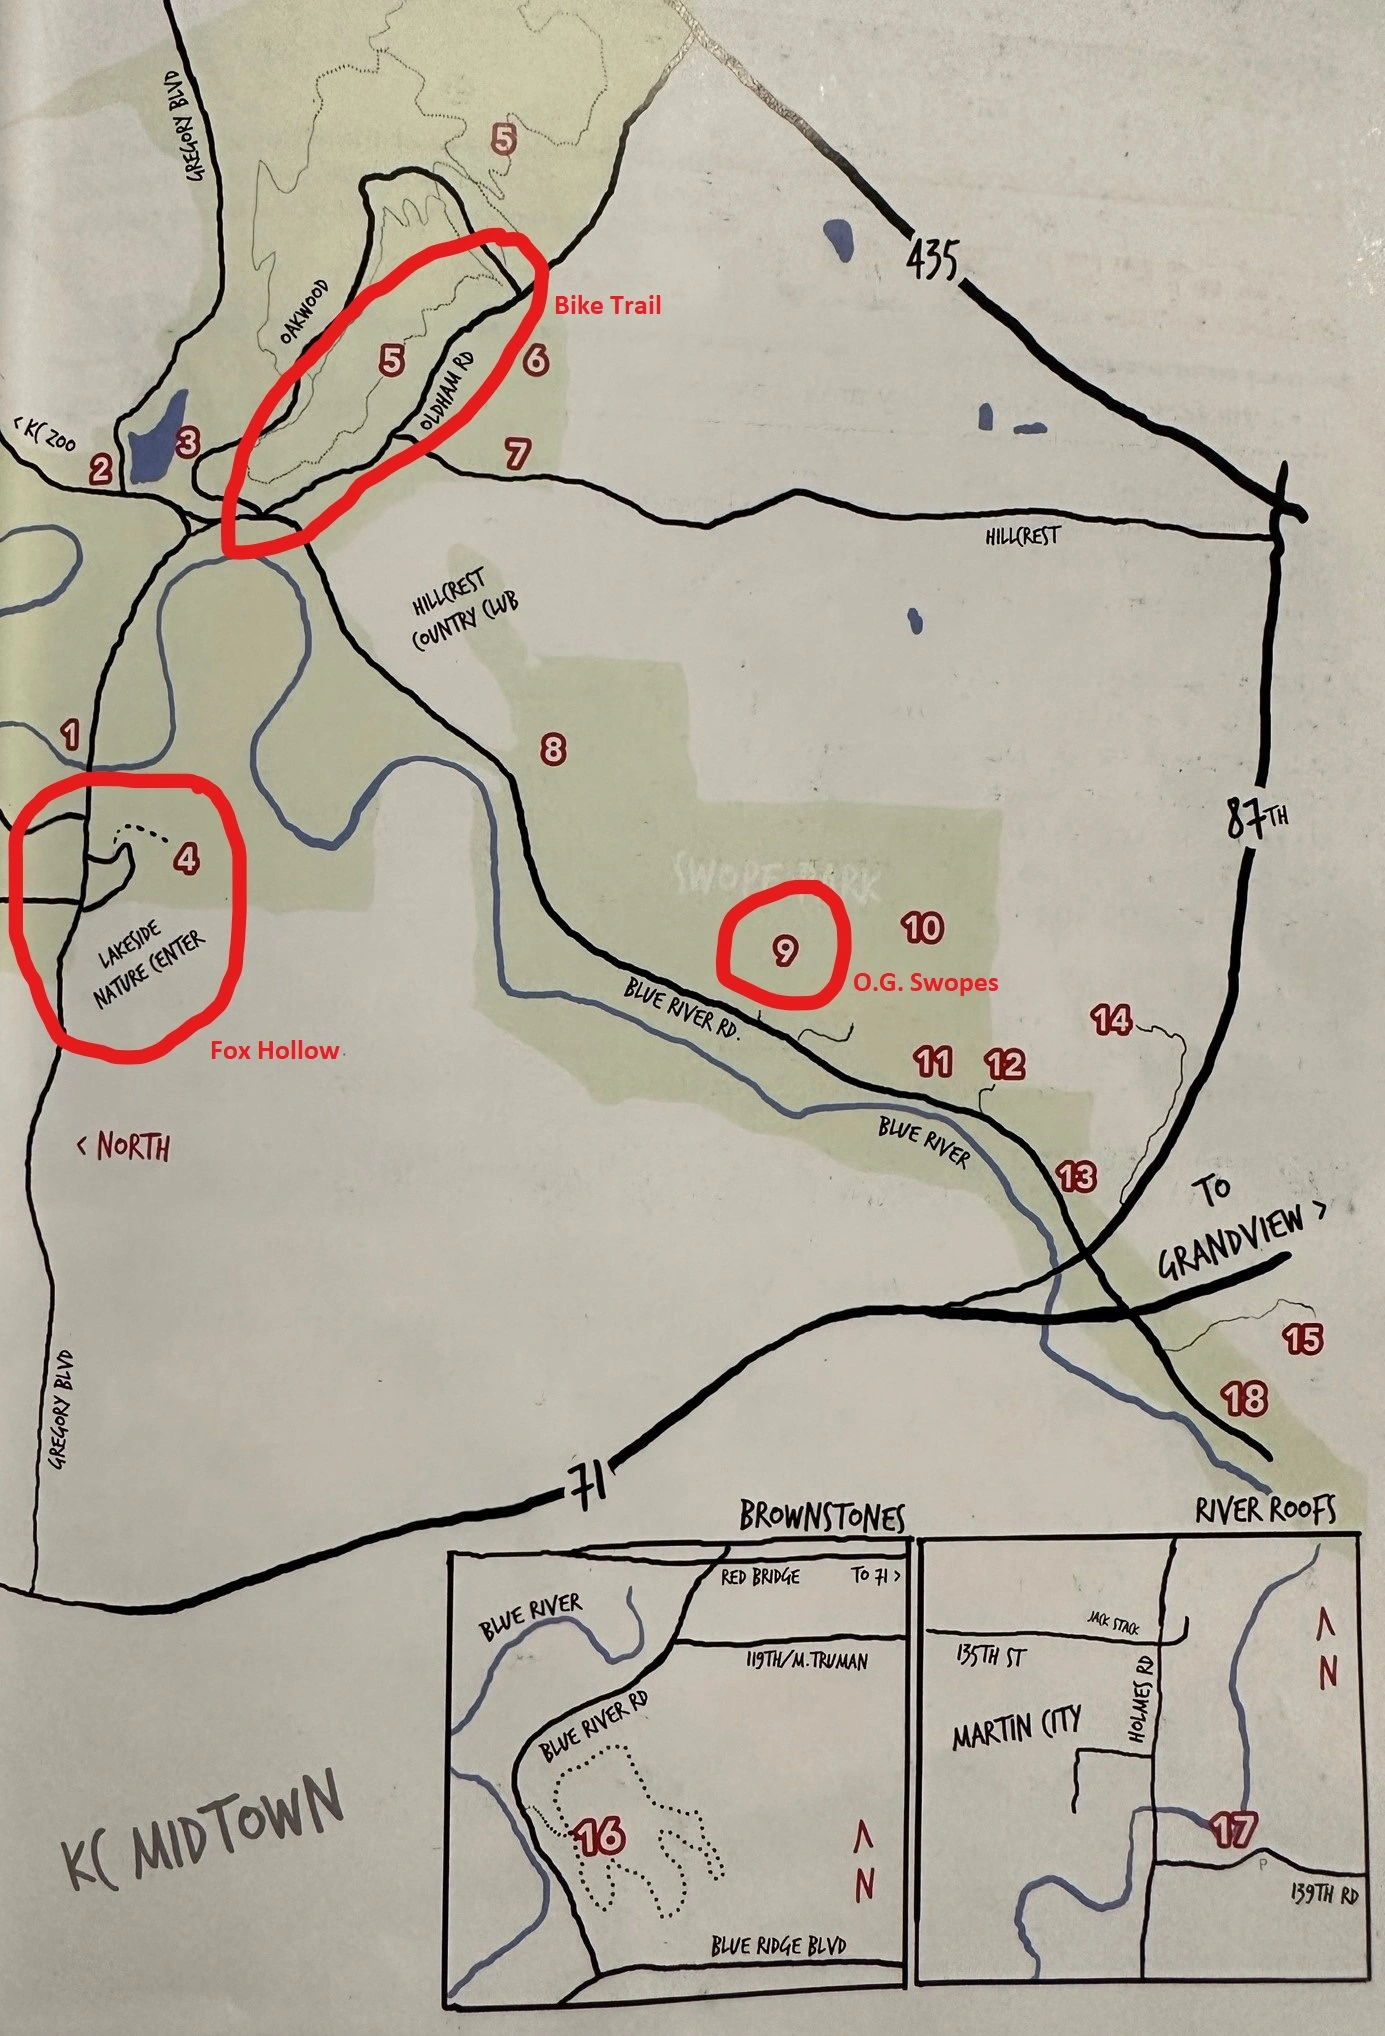 GREGORY BLVD
5
435
OAKWOOD
Bike Trail
5
6
OLDHAM RD
< KC ZOO
2
3
7
HILLCREST
HILLCREST
COUNTRY CLUB
1
8
87TH
4
SWOPE PARK
LAKESIDE
NATURE CENTER
9
10
O.G. Swopes
BLUE RIVER RD.
Fox Hollow
14
11
12
BLUE RIVER
< NORTH
13
TO
GRANDVIEW >
15
18
GREGORY BLVD
71
BROWNSTONES
RED BRIDGE
TO 71 >
BLUE RIVER
119TH/M.TRUMAN
BLUE RIVER RD
16
N
BLUE RIDGE BLVD
RIVER ROOFS
JACK STACK
135TH ST
N
HOLMES RD
MARTIN CITY
17
P
139TH RD
KC MIDTOWN